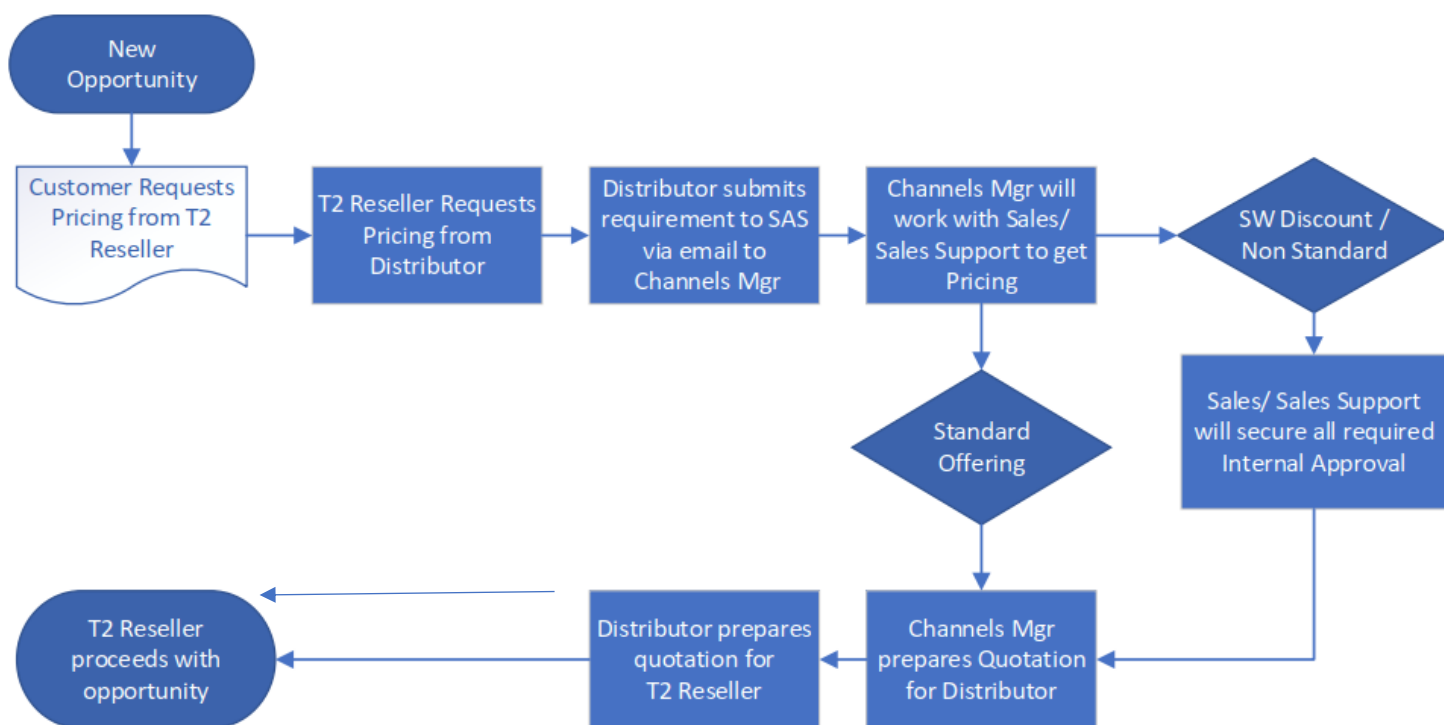 New
Opportunity
Customer Requests
Pricing from T2
Reseller
T2 Reseller Requests
Pricing from
Distributor
Distributor submits
requirement to SAS
via email to
Channels Mgr
Channels Mgr will
work with Sales/
Sales Support to get
Pricing
SW Discount /
Non Standard
Standard
Offering
Sales/ Sales Support
will secure all required
Internal Approval
T2 Reseller
proceeds with
opportunity
Distributor prepares
quotation for
T2 Reseller
Channels Mgr
prepares Quotation
for Distributor